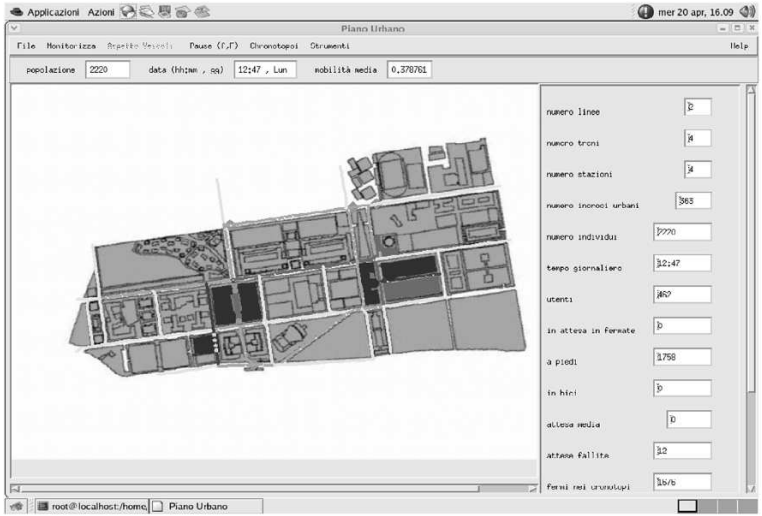 Applicazioni Azioni mer 20 apr, 16.09
Piano Urbano
File Monitorizza Aspetto Veicoli Pause (f,F) Chronotopoi Strumenti Help
popolazione 2220 data (hh:mm , gg) 12:47 , Lun mobilità media 0,378761
numero linee 2
numero treni 4
numero stazioni 4
numero incroci urbani 363
numero individui 2220
tempo giornaliero 12:47
utenti 462
in attesa in fermate 0
a piedi 1758
in bici 0
attesa media 0
attese fallite 12
fermi nei cronotopi 1676
root@localhost:/home, Piano Urbano